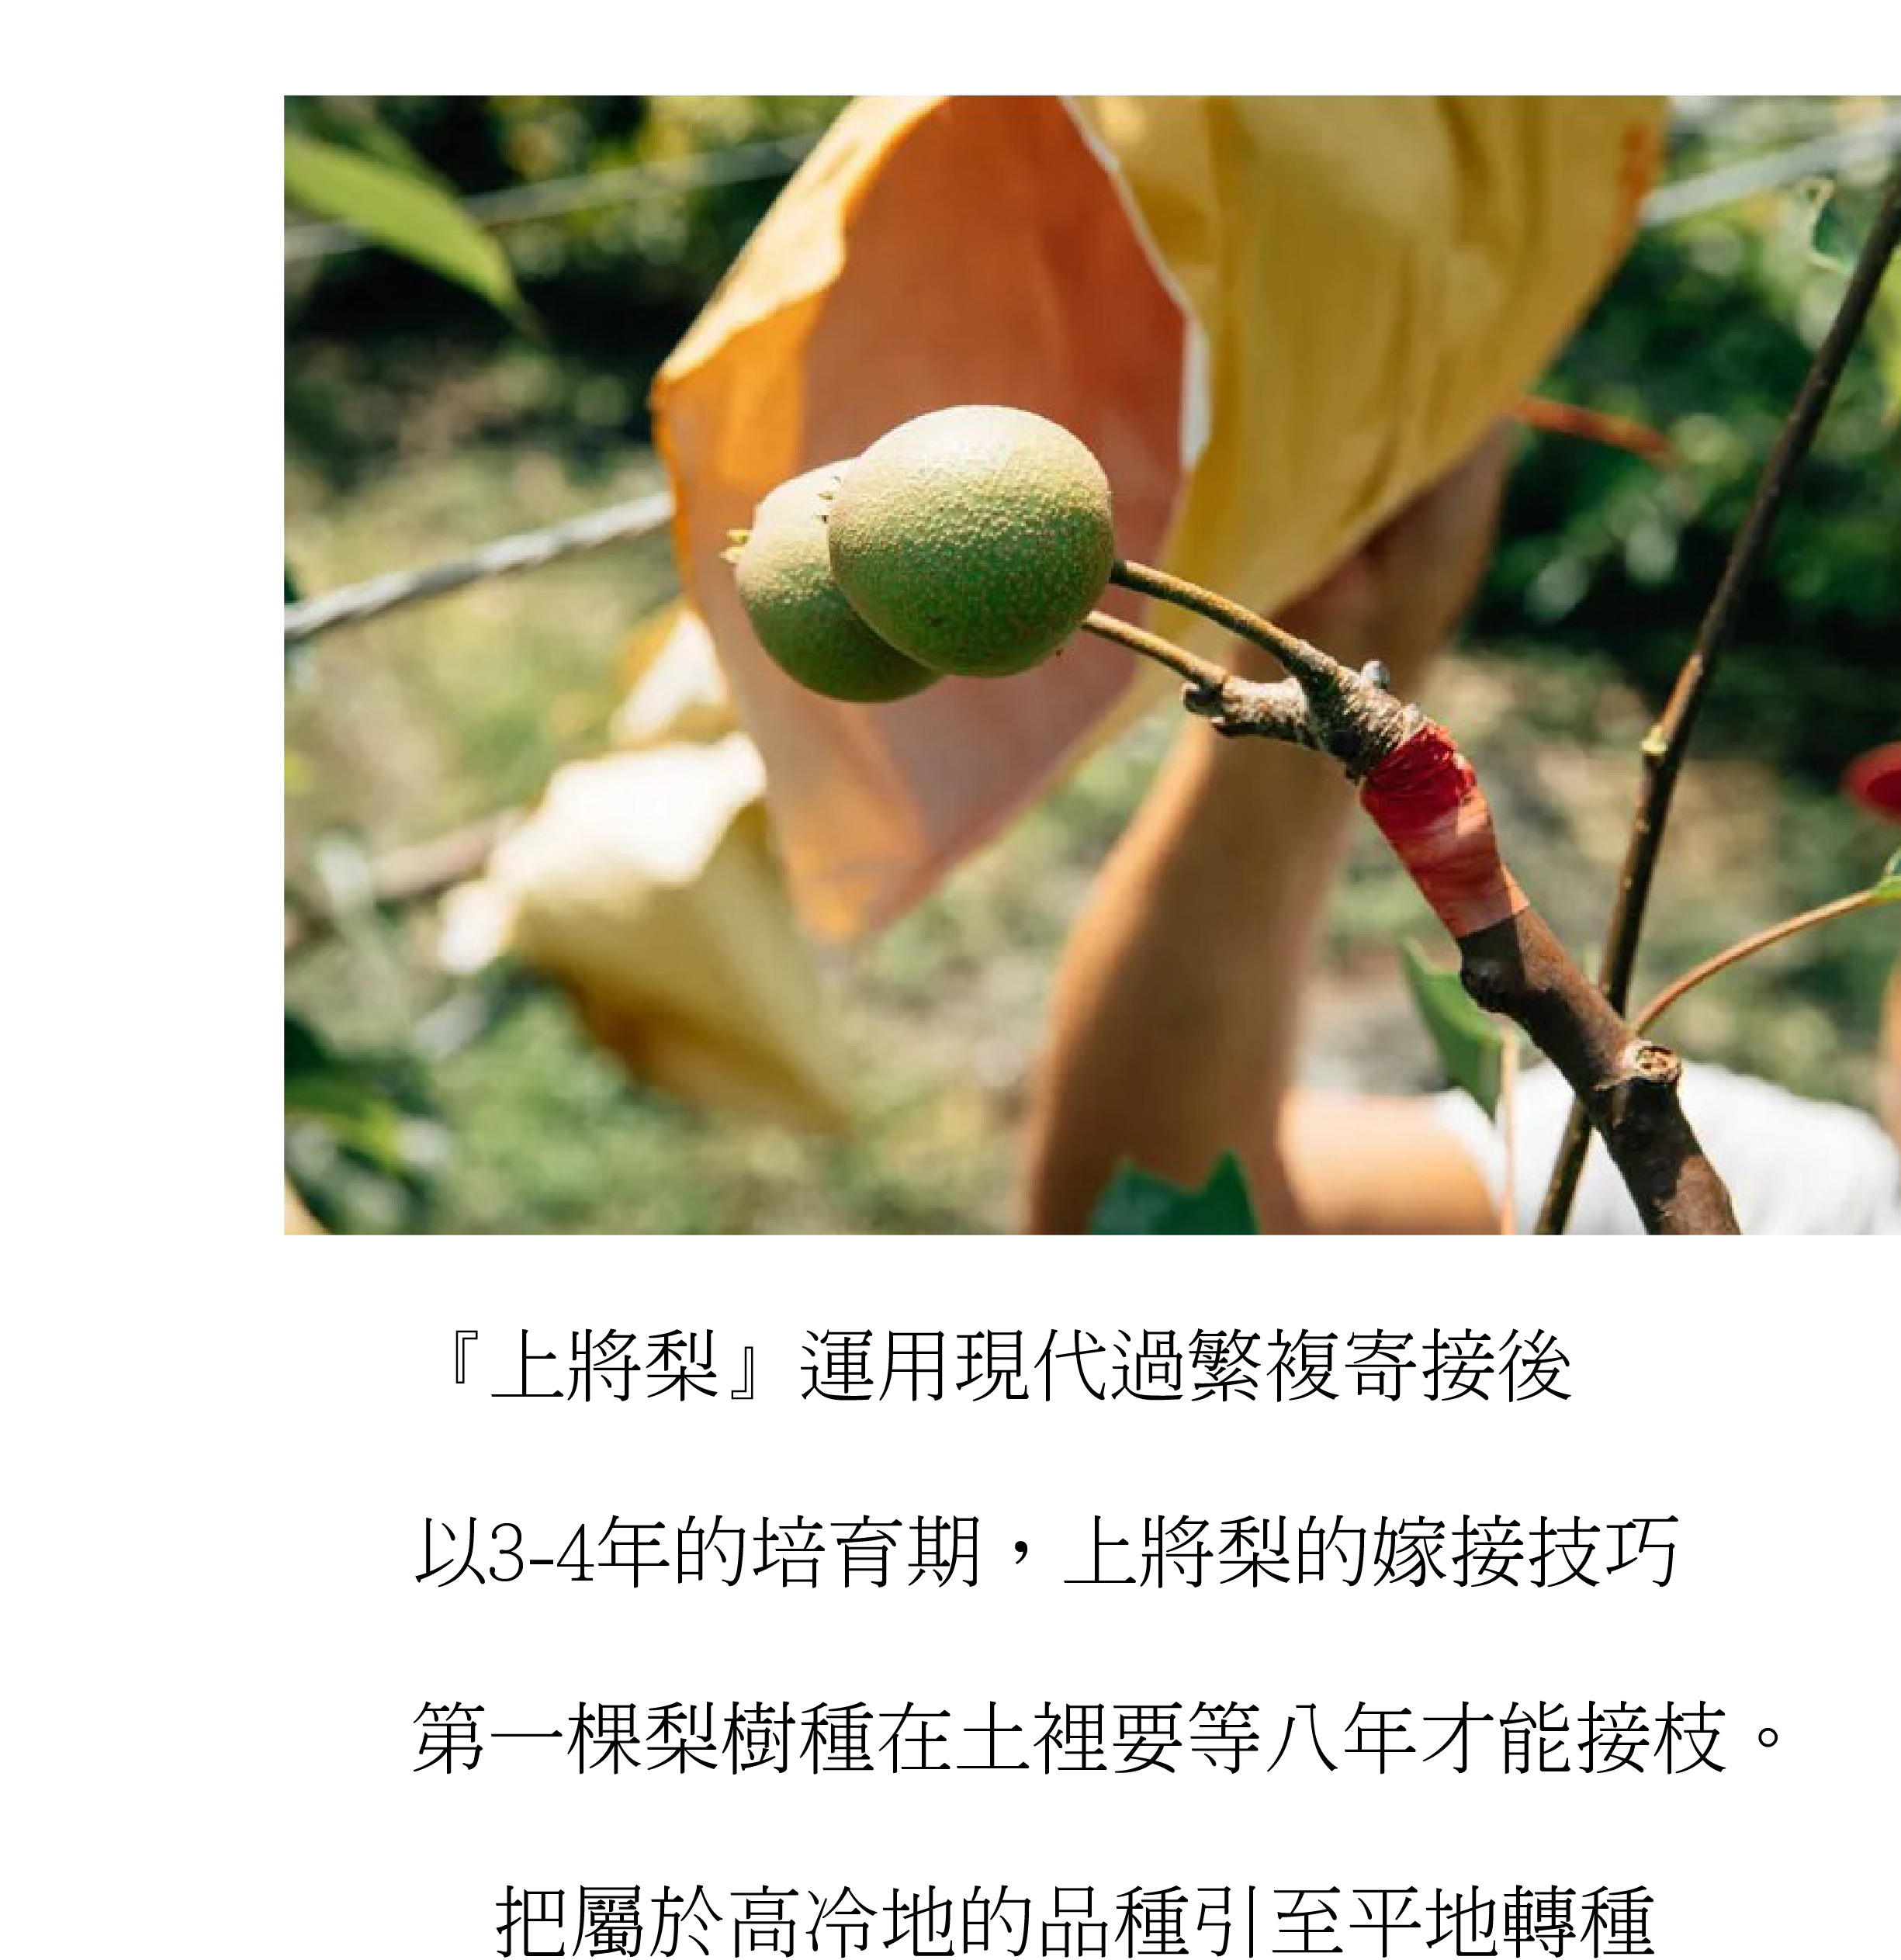 『上將梨』運用現代過繁複寄接後
以3-4年的培育期，上將梨的嫁接技巧
第一棵梨樹種在土裡要等八年才能接枝。
把屬於高冷地的品種引至平地轉種